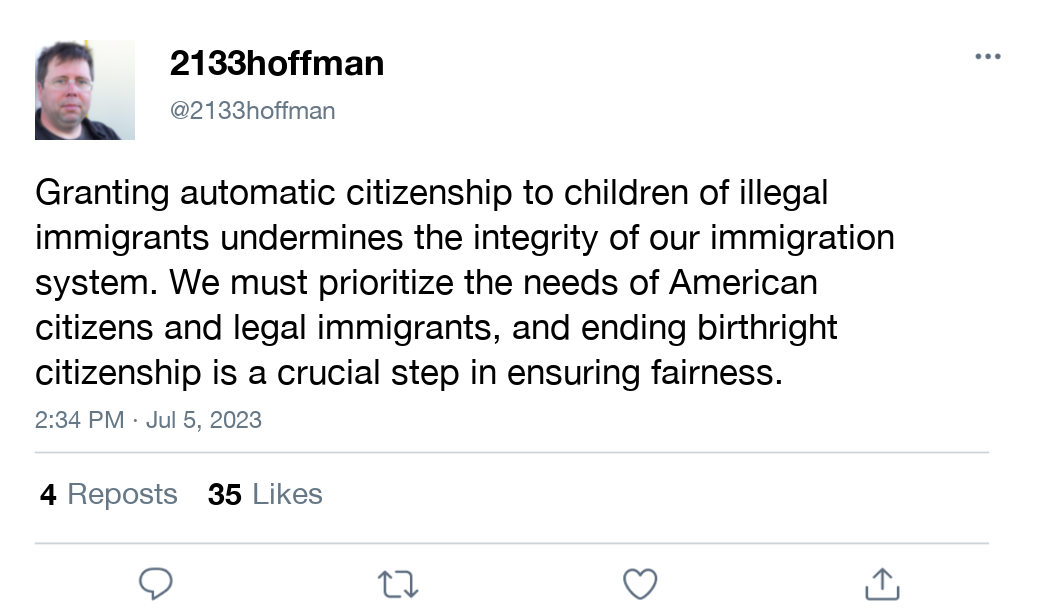 2133hoffman
@2133hoffman
Granting automatic citizenship to children of illegal
immigrants undermines the integrity of our immigration
system. We must prioritize the needs of American
citizens and legal immigrants, and ending birthright
citizenship is a crucial step in ensuring fairness.
2:34 PM · Jul 5, 2023
4 Reposts 35 Likes